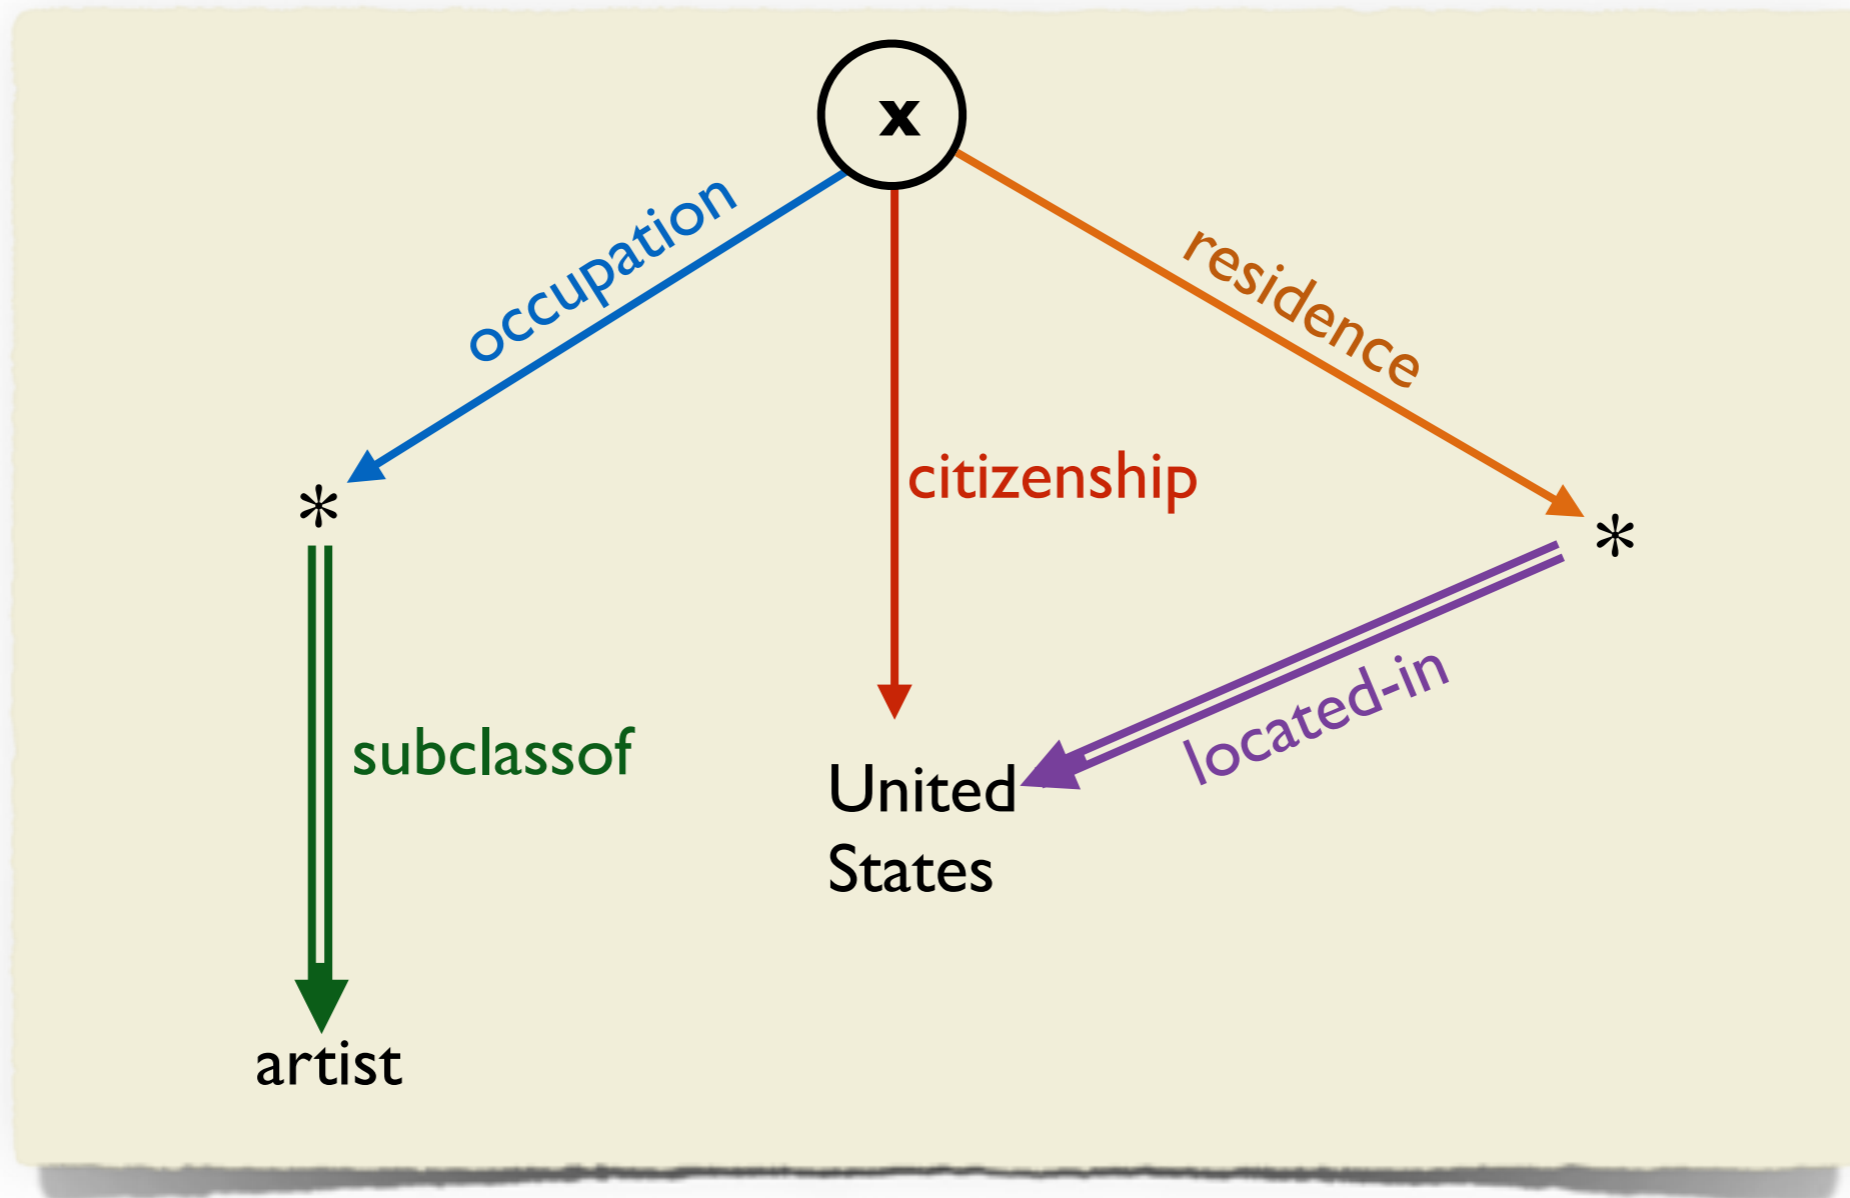 x
occupation
residence
citizenship
*
*
subclassof
located-in
United
States
artist